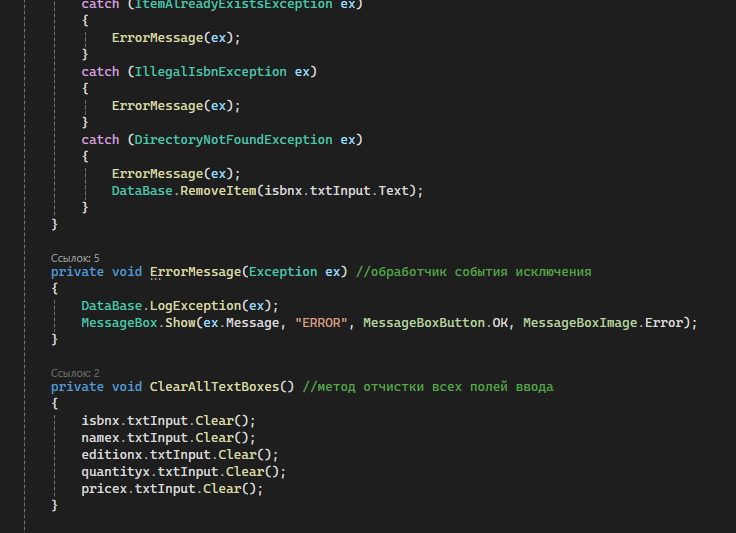 catch (ItemAlreadyExistsException ex)
{
ErrorMessage(ex);
}
catch (IllegalIsbnException ex)
{
ErrorMessage(ex);
}
catch (DirectoryNotFoundException ex)
{
ErrorMessage(ex);
DataBase.RemoveItem(isbnx.txtInput.Text);
}
}
Ссылок: 5
private void ErrorMessage(Exception ex) //обработчик события исключения
{
DataBase.LogException(ex);
MessageBox.Show(ex.Message, "ERROR", MessageBoxButton.OK, MessageBoxImage.Error);
}
Ссылок: 2
private void ClearAllTextBoxes() //метод отчистки всех полей ввода
{
isbnx.txtInput.Clear();
namex.txtInput.Clear();
editionx.txtInput.Clear();
quantityx.txtInput.Clear();
pricex.txtInput.Clear();
}